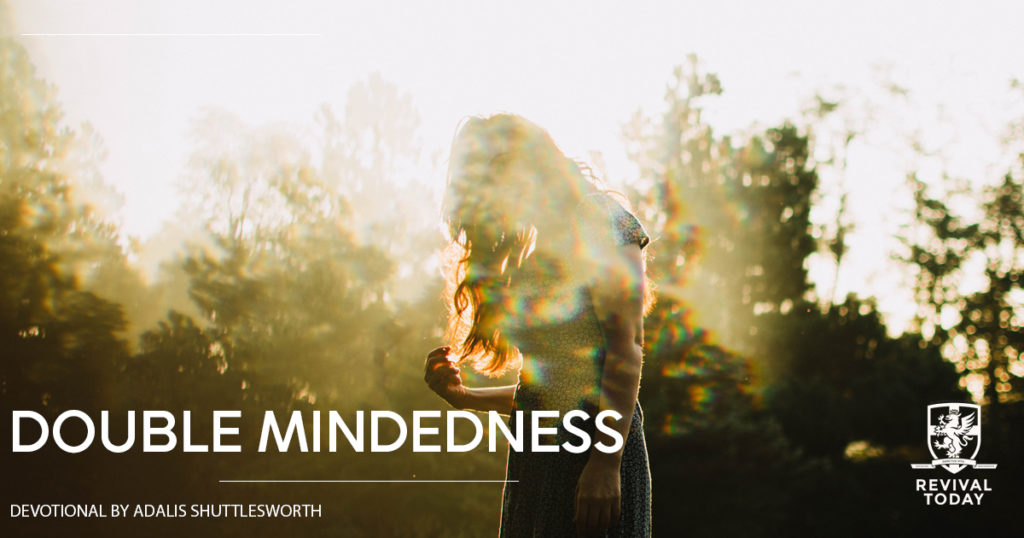 DOUBLE MINDEDNESS
DEVOTIONAL BY ADALIS SHUTTLESWORTH
REVIVAL
TODAY